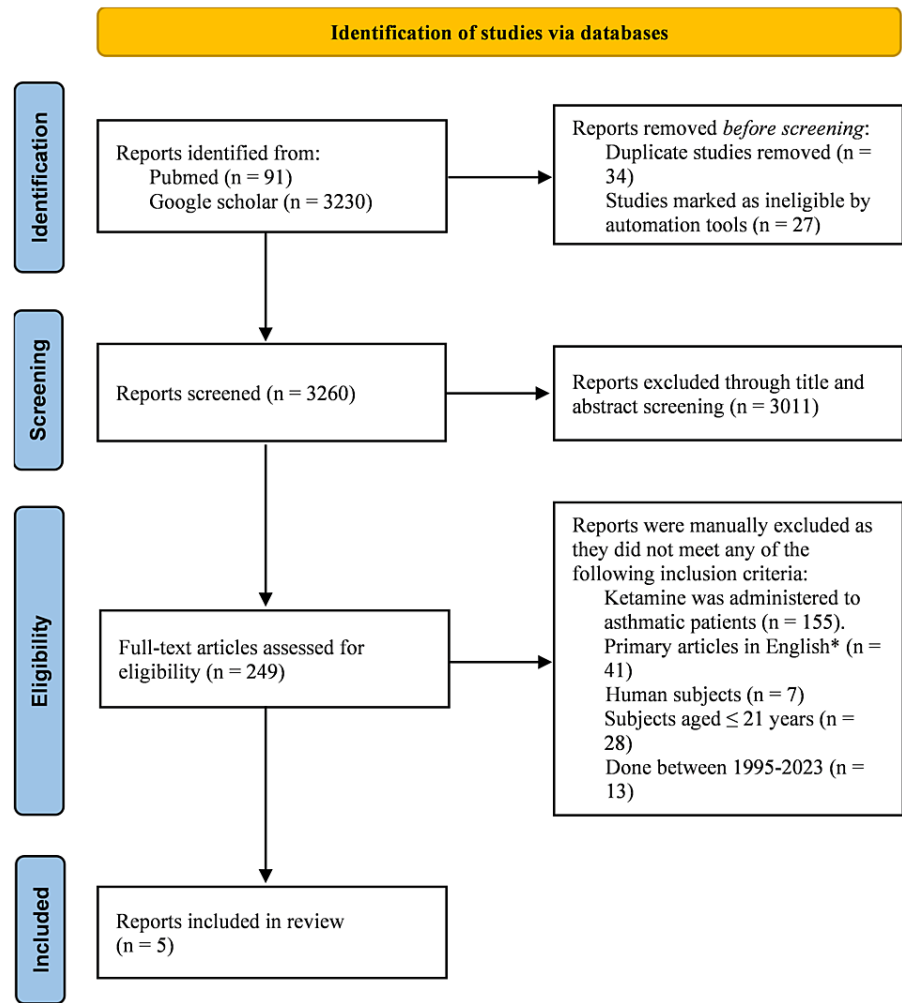 Identification of studies via databases
Identification
Reports identified from:
Pubmed (n = 91)
Google scholar (n = 3230)
Reports removed before screening:
Duplicate studies removed (n =
34)
Studies marked as ineligible by
automation tools (n = 27)
Screening
Reports screened (n = 3260)
Reports excluded through title and
abstract screening (n = 3011)
Eligibility
Full-text articles assessed for
eligibility (n = 249)
Reports were manually excluded as
they did not meet any of the
following inclusion criteria:
Ketamine was administered to
asthmatic patients (n = 155).
Primary articles in English* (n =
41)
Human subjects (n = 7)
Subjects aged ≤ 21 years (n =
28)
Done between 1995-2023 (n =
13)
Included
Reports included in review
(n = 5)